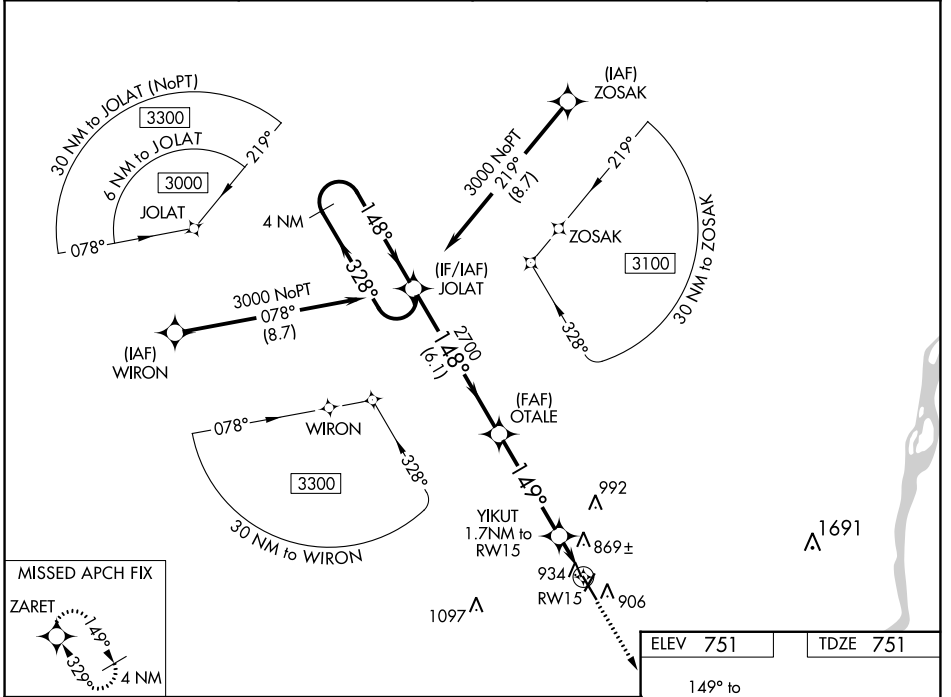 30 NM to JOLAT (NoPT)
3300
6 NM to JOLAT
3000
219°
JOLAT
078°
(IAF)
ZOSAK
3000 NoPT
219°
(8.7)
219°
ZOSAK
3100
30 NM to ZOSAK
328°
4 NM
148°
328°
(IF/IAF)
JOLAT
3000 NoPT
078°
(8.7)
(IAF)
WIRON
2700
148°
(6.1)
(FAF)
OTALE
078°
WIRON
328°
3300
30 NM to WIRON
149°
992
YIKUT
1.7NM to
RW15
869±
1691
934
RW15
906
1097
MISSED APCH FIX
ZARET
149°
329°
4 NM
ELEV 751
TDZE 751
149° to